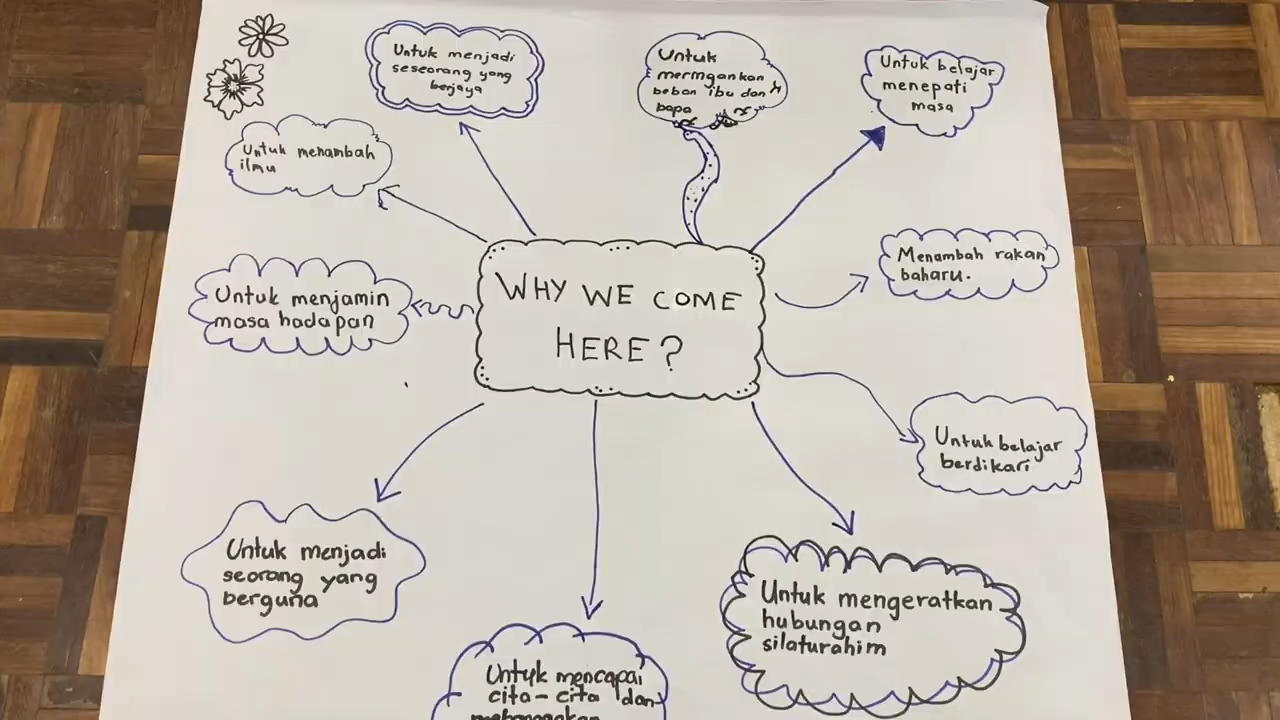 WHY WE COME
HERE?
Untuk menjadi
seseorang yang
berjaya
Untuk
meringankan
beban ibu dan
bapa
Untuk belajar
menepati
masa
Untuk menambah
ilmu
Menambah rakan
baharu.
Untuk menjamin
masa hadapan
Untuk belajar
berdikari
Untuk menjadi
seorang yang
berguna
Untuk mengeratkan
hubungan
silaturahim
Untuk mencapai
cita-cita dan